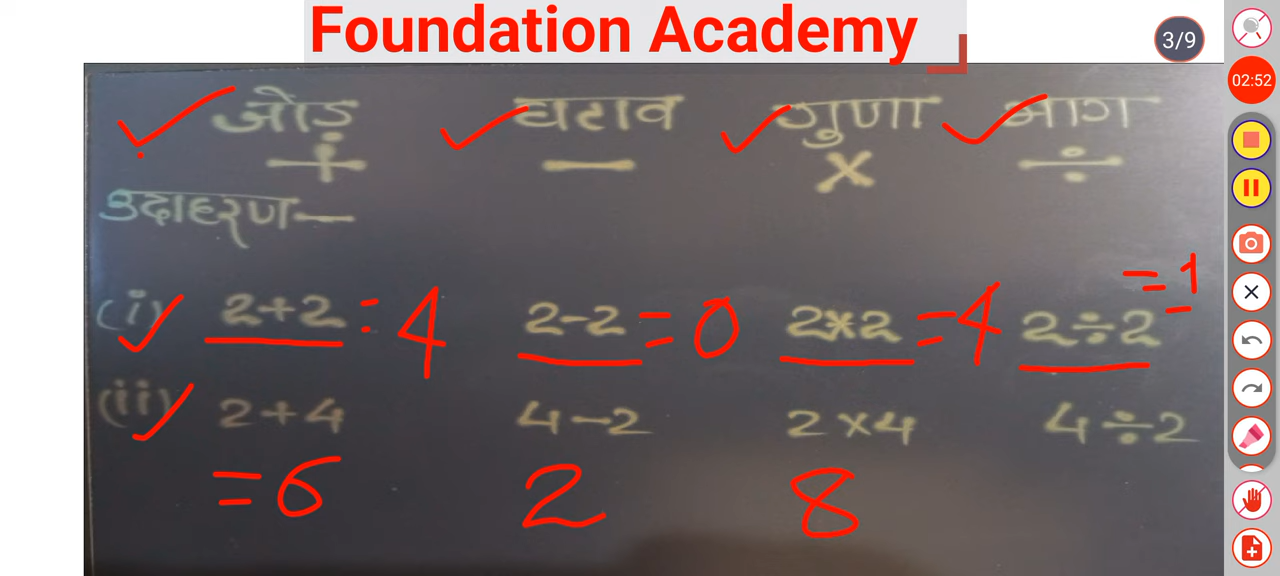 Foundation Academy
3/9
02:52
जोड़ घटाव गुणा भाग
+ − × ÷
उदाहरण—
(i) 2+2 = 4 2-2 = 0 2×2 = 4 2÷2 = 1
(ii) 2+4 4-2 2×4 4÷2
= 6 2 8